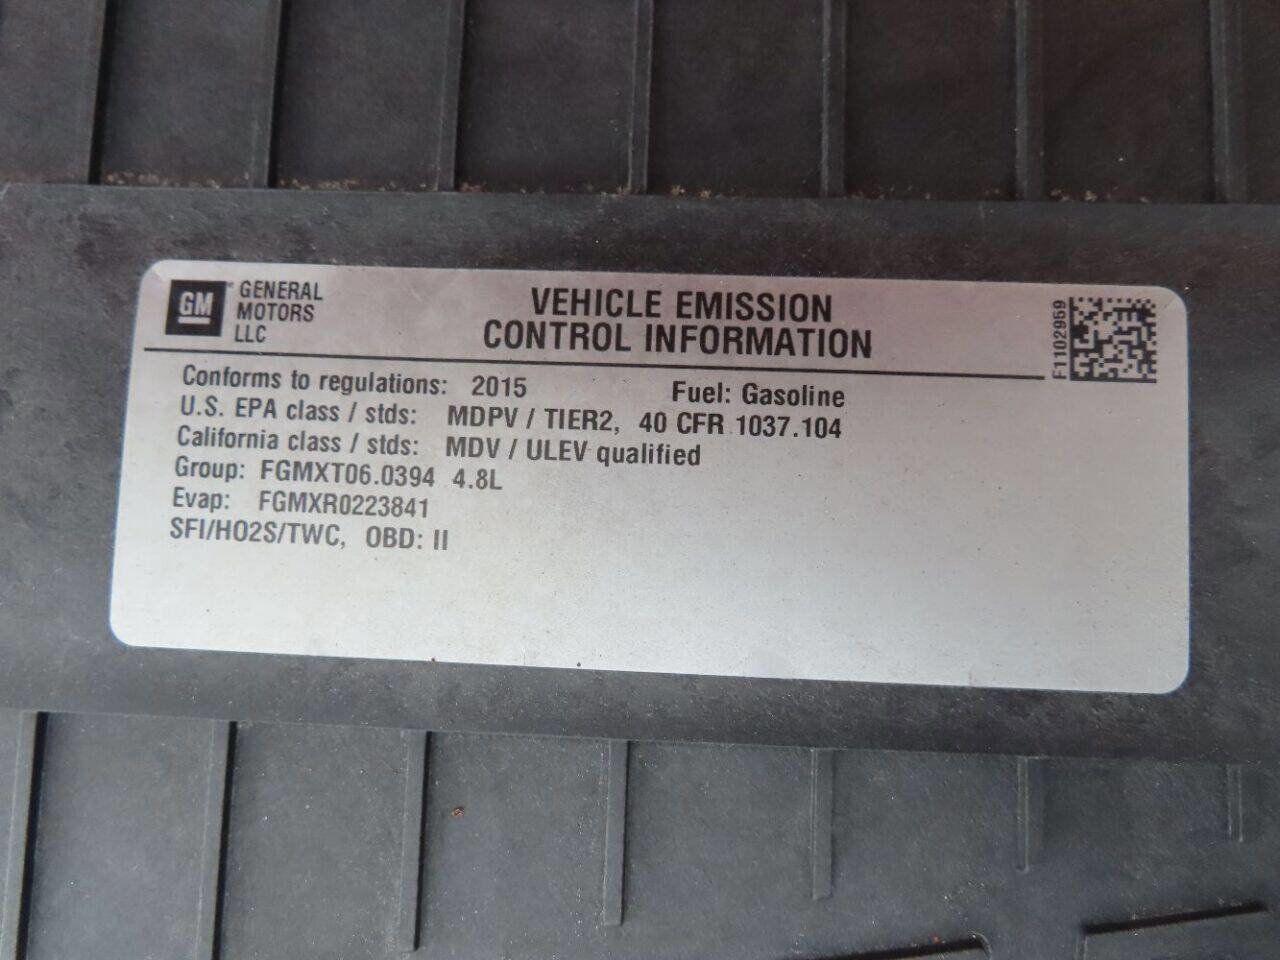 GM GENERAL
MOTORS
LLC
VEHICLE EMISSION
CONTROL INFORMATION
F1102959
Conforms to regulations: 2015 Fuel: Gasoline
U.S. EPA class / stds: MDPV / TIER2, 40 CFR 1037.104
California class / stds: MDV / ULEV qualified
Group: FGMXT06.0394 4.8L
Evap: FGMXR0223841
SFI/HO2S/TWC, OBD: II